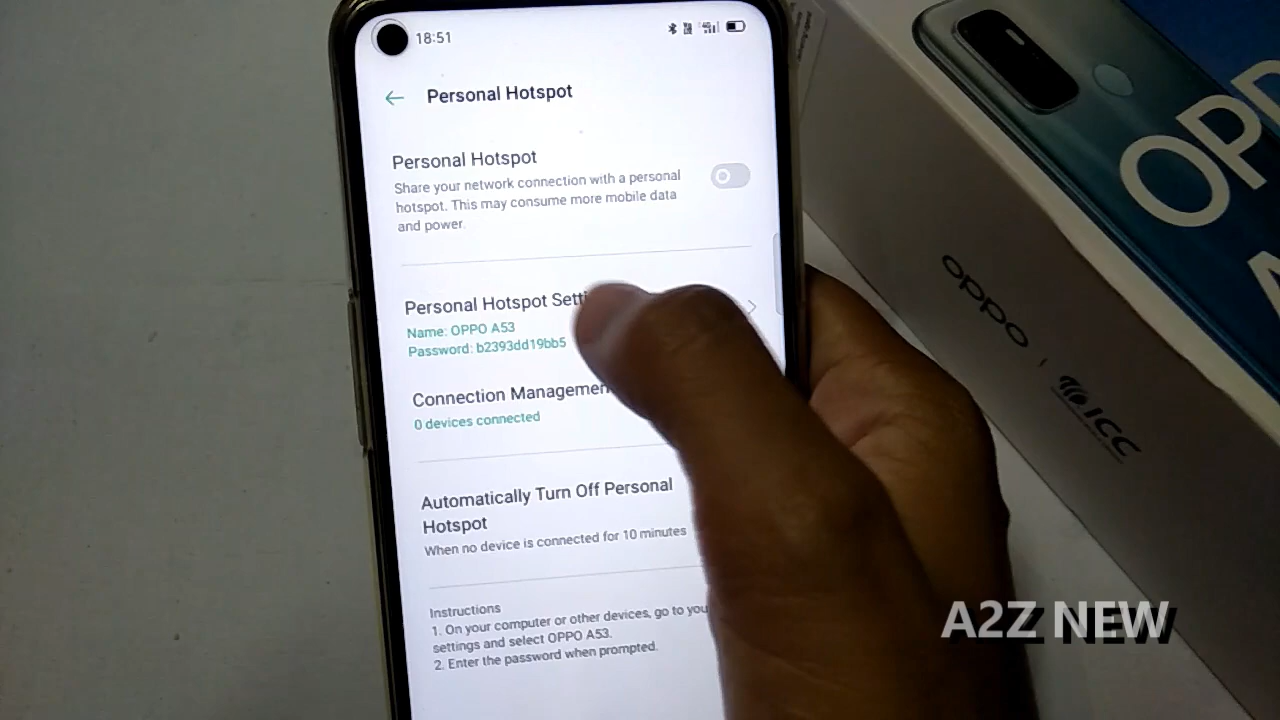 18:51
Personal Hotspot
Personal Hotspot
Share your network connection with a personal
hotspot. This may consume more mobile data
and power.
Personal Hotspot
Name: OPPO A53
Password: b2393dd19bb5
Connection
0 devices connected
Automatically Turn Off Personal
Hotspot
When no device is connected for 10 minutes
Instructions
1. On your computer or other devices, go to
settings and select OPPO A53.
2. Enter the password when prompted.
oppo
ICC
A2Z NEW